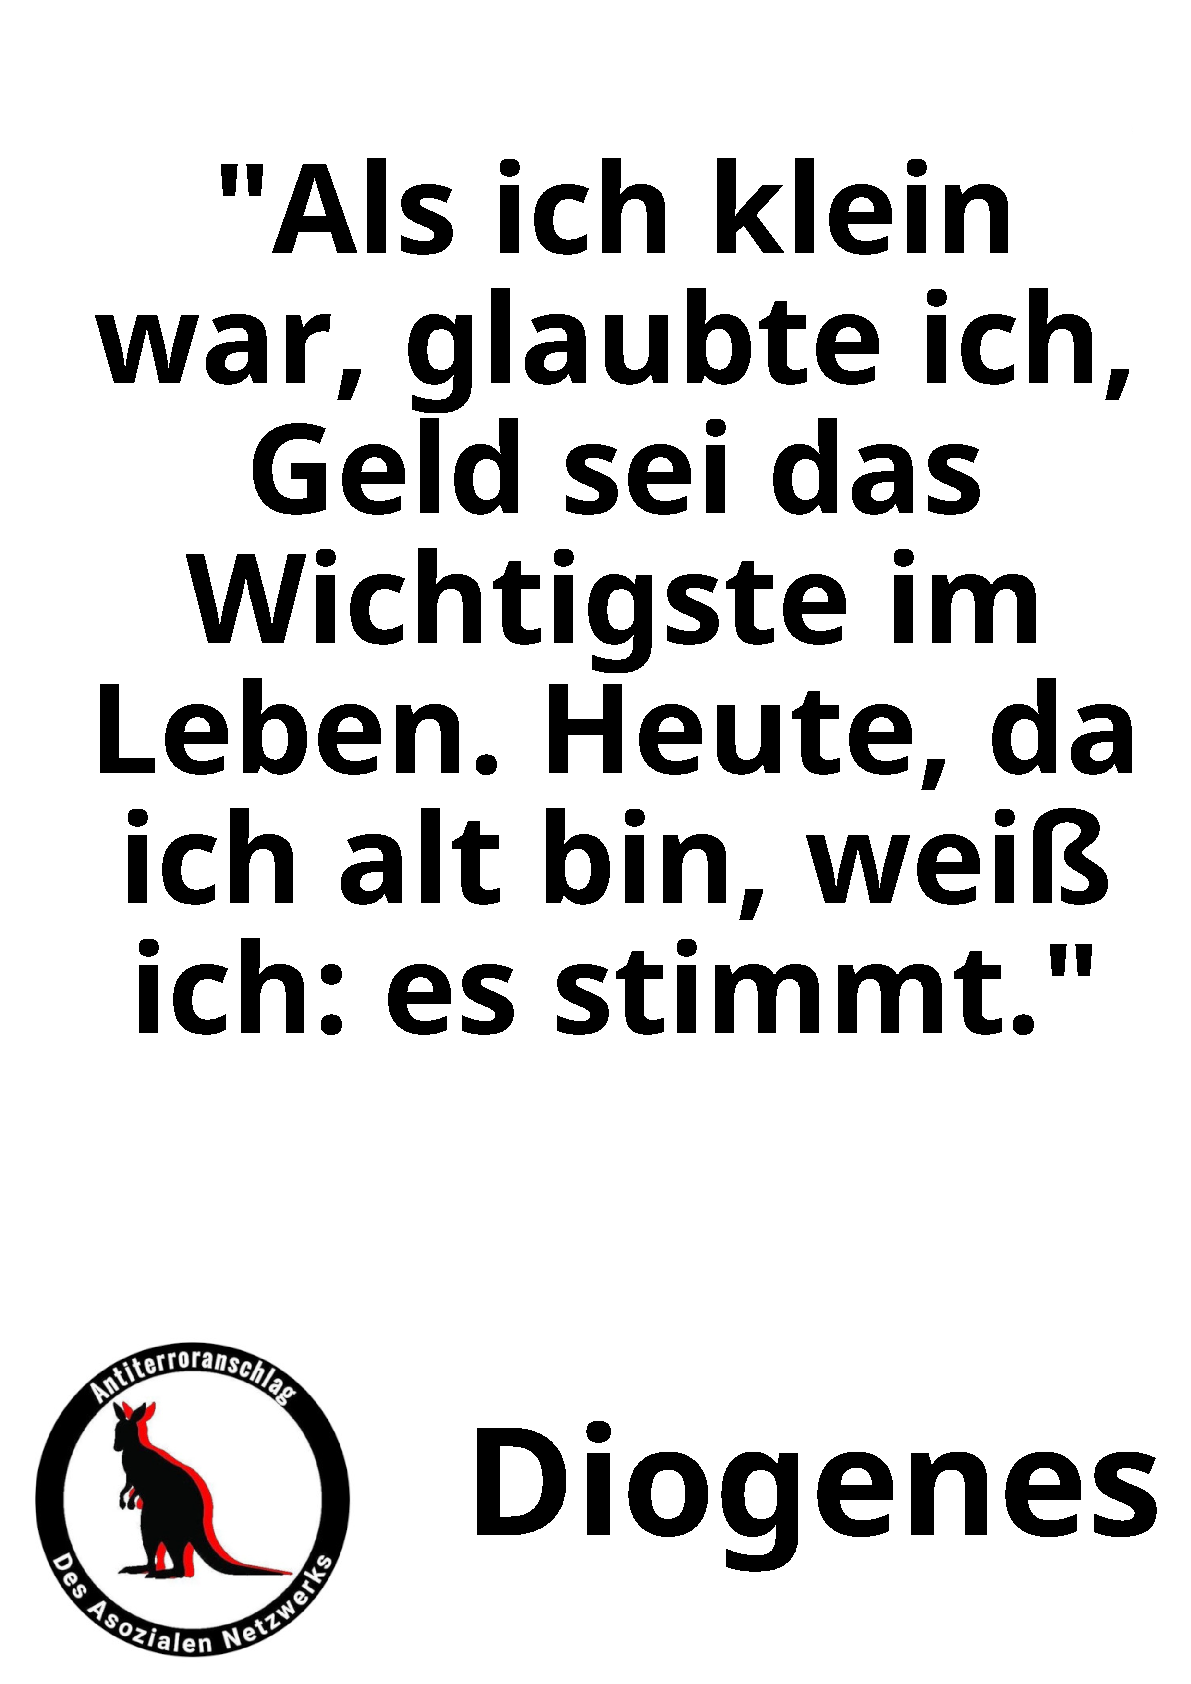 "Als ich klein
war, glaubte ich,
Geld sei das
Wichtigste im
Leben. Heute, da
ich alt bin, weiß
ich: es stimmt."
Antiterroranschlag
Des Asozialen Netzwerks
Diogenes